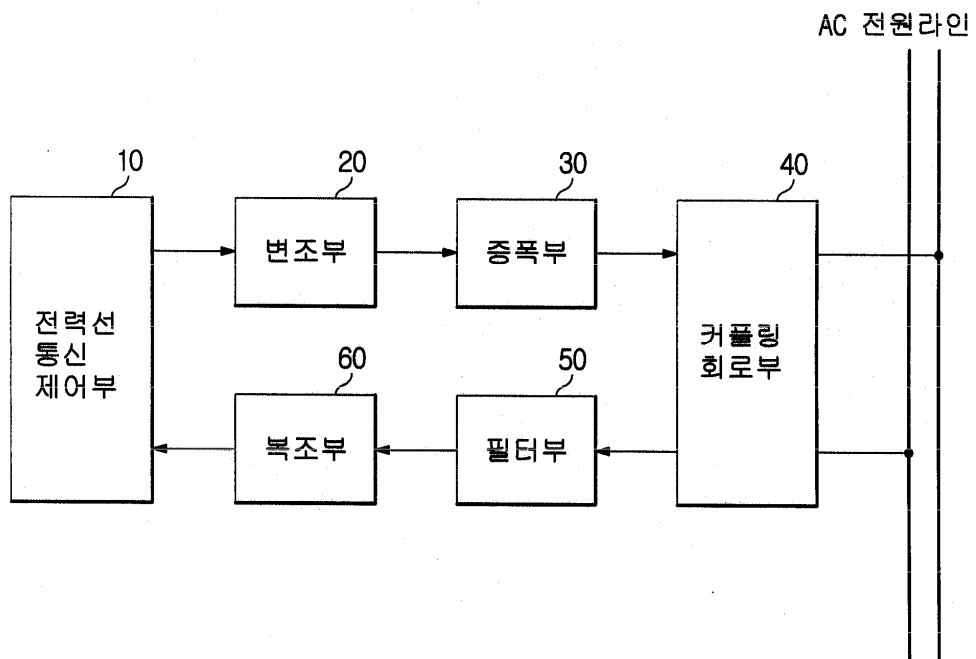 AC 전원라인
10
20
30
40
변조부
증폭부
전력선
통신
제어부
커플링
회로부
60
50
복조부
필터부